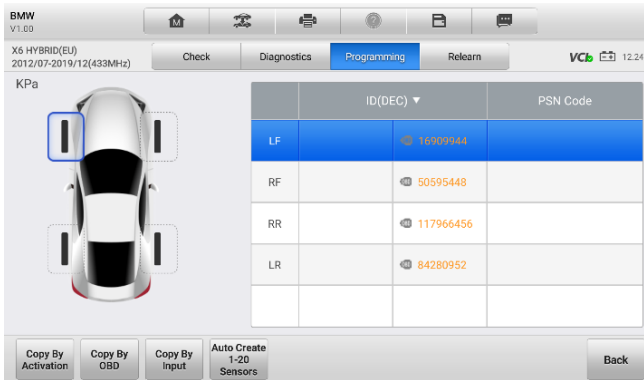 BMW
V1.00
X6 HYBRID(EU)
2012/07-2019/12(433MHz)
Check
Diagnostics
Programming
Relearn
VCI
12.24
KPa
ID(DEC) ▼
PSN Code
LF
16909944
RF
50595448
RR
117966456
LR
84280952
Copy By
Activation
Copy By
OBD
Copy By
Input
Auto Create
1-20
Sensors
Back